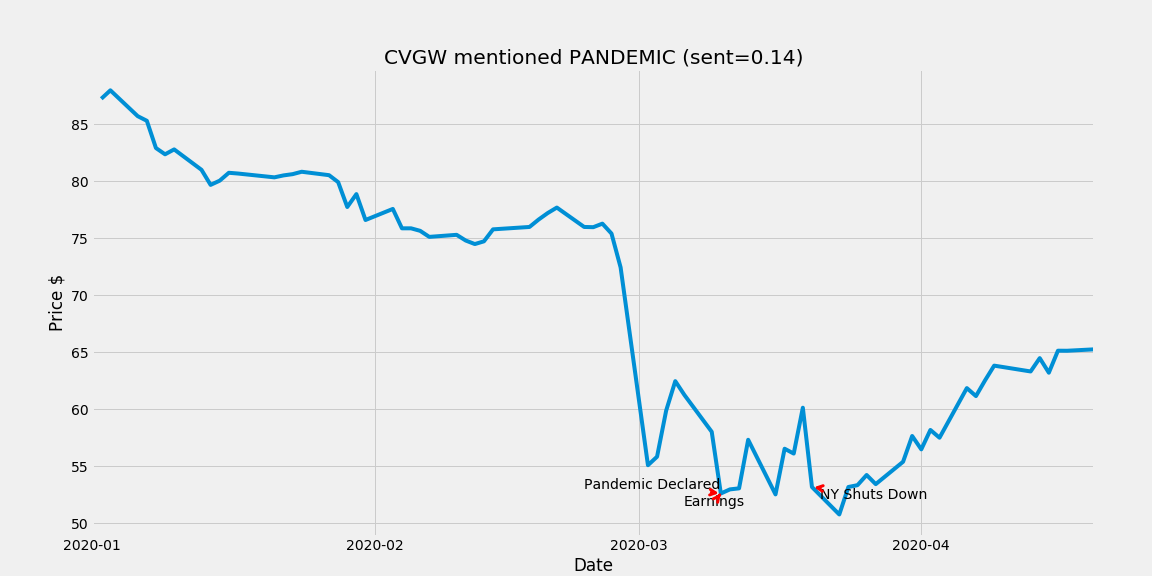 CVGW mentioned PANDEMIC (sent=0.14)
Price $
85
80
75
70
65
60
55
50
Pandemic Declared
Earnings
NY Shuts Down
2020-01 2020-02 2020-03 2020-04
Date